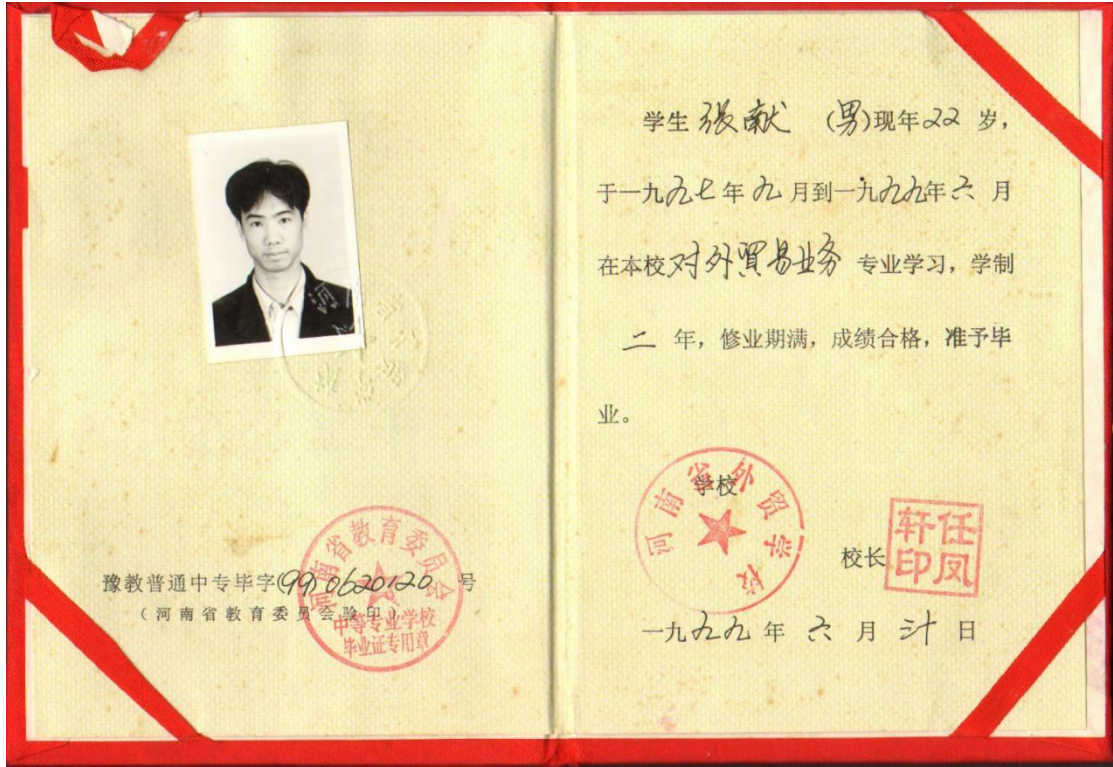 豫教普通中专毕字(99)0620120号
(河南省教育委员会验印)
河南省教育委员会
中等专业学校
毕业证专用章
学生 张献 (男)现年22岁,
于一九九七年九月到一九九九年六月
在本校对外贸易业务 专业学习,学制
二 年,修业期满,成绩合格,准予毕
业。
学校
河南省外贸学校
校长
任凤轩印
一九九九年 六 月 三十 日